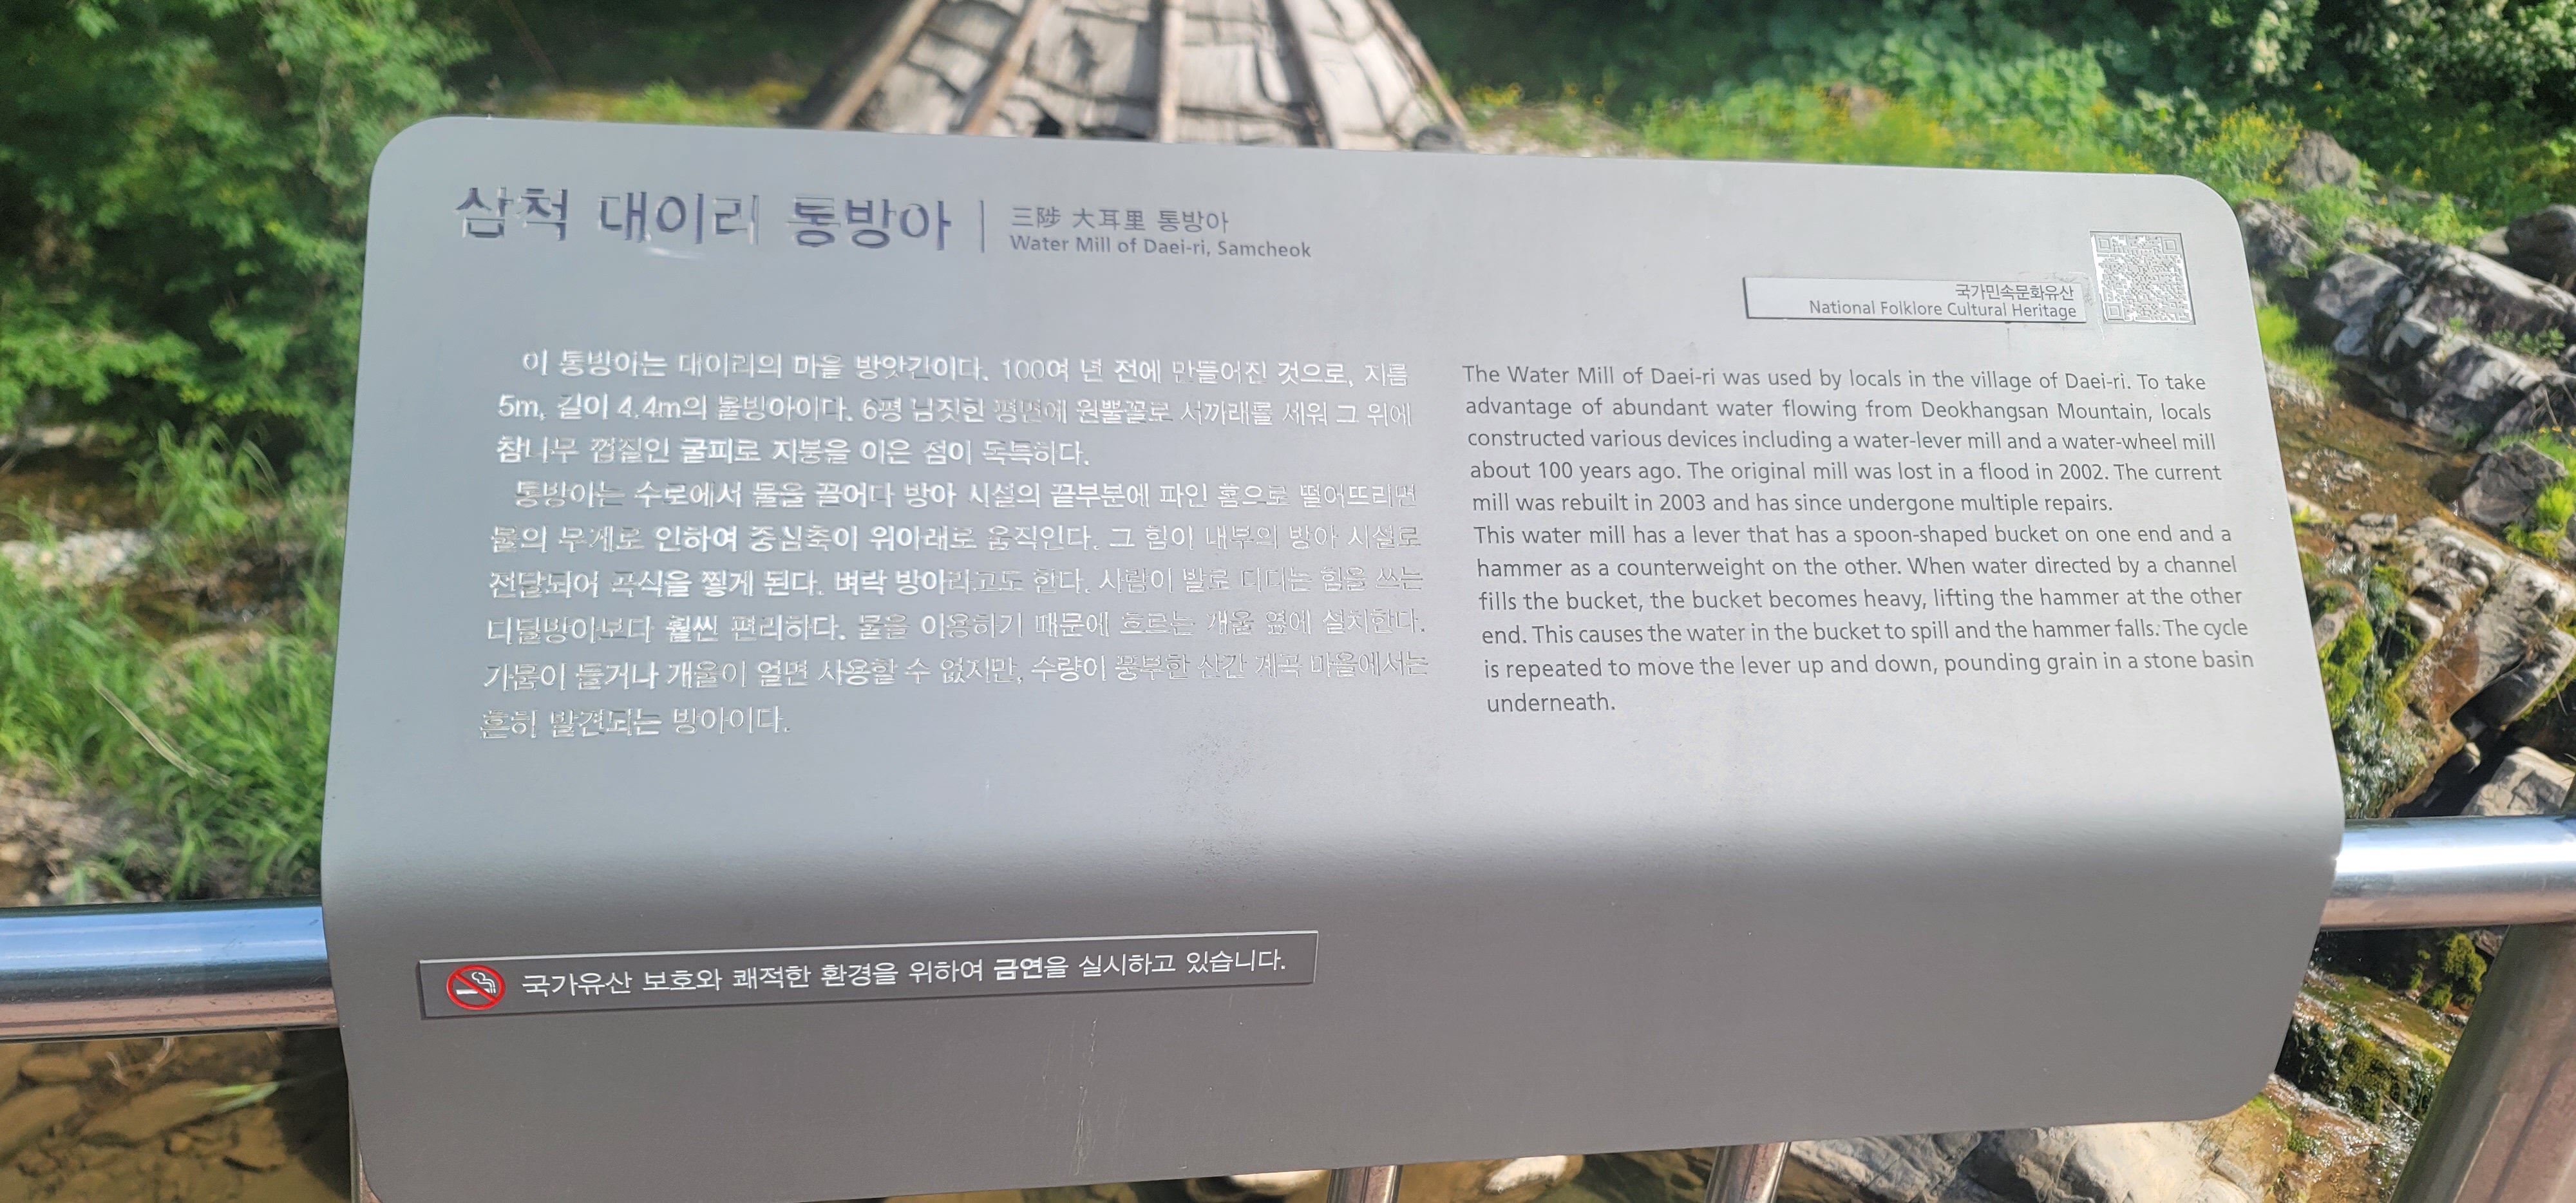 삼척 대이리 통방아
三陟 大耳里 통방아
Water Mill of Daei-ri, Samcheok
국가민속문화유산
National Folklore Cultural Heritage
이 통방아는 대이리의 마을 방앗간이다. 100여 년 전에 만들어진 것으로, 지름
5m, 길이 4.4m의 물방아이다. 6평 남짓한 평면에 원뿔꼴로 서까래를 세워 그 위에
참나무 껍질인 굴피로 지붕을 이은 점이 독특하다.
통방아는 수로에서 물을 끌어다 방아 시설의 끝부분에 파인 홈으로 떨어뜨리면
물의 무게로 인하여 중심축이 위아래로 움직인다. 그 힘이 내부의 방아 시설로
전달되어 곡식을 찧게 된다. 벼락 방아라고도 한다. 사람이 발로 디디는 힘을 쓰는
디딜방아보다 훨씬 편리하다. 물을 이용하기 때문에 흐르는 개울 옆에 설치한다.
가뭄이 들거나 개울이 얼면 사용할 수 없지만, 수량이 풍부한 산간 계곡 마을에서는
흔히 발견되는 방아이다.
The Water Mill of Daei-ri was used by locals in the village of Daei-ri. To take
advantage of abundant water flowing from Deokhangsan Mountain, locals
constructed various devices including a water-lever mill and a water-wheel mill
about 100 years ago. The original mill was lost in a flood in 2002. The current
mill was rebuilt in 2003 and has since undergone multiple repairs.
This water mill has a lever that has a spoon-shaped bucket on one end and a
hammer as a counterweight on the other. When water directed by a channel
fills the bucket, the bucket becomes heavy, lifting the hammer at the other
end. This causes the water in the bucket to spill and the hammer falls. The cycle
is repeated to move the lever up and down, pounding grain in a stone basin
underneath.
국가유산 보호와 쾌적한 환경을 위하여 금연을 실시하고 있습니다.